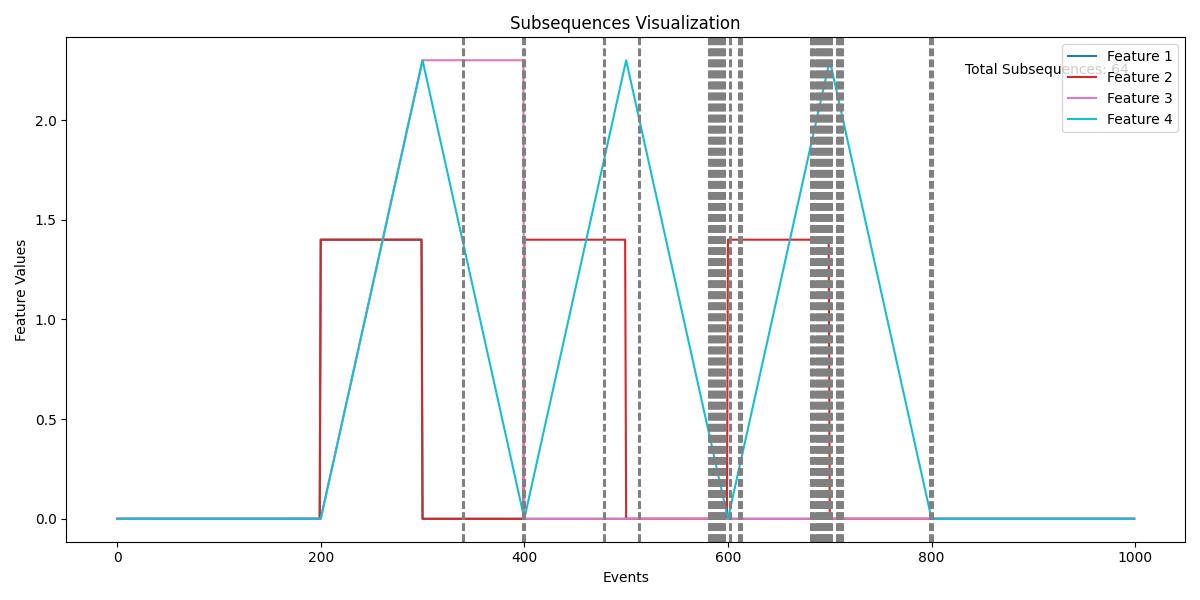 Subsequences Visualization
Total Subsequences: 64
Feature 1
Feature 2
Feature 3
Feature 4
Feature Values
2.0
1.5
1.0
0.5
0.0
0
200
400
600
800
1000
Events